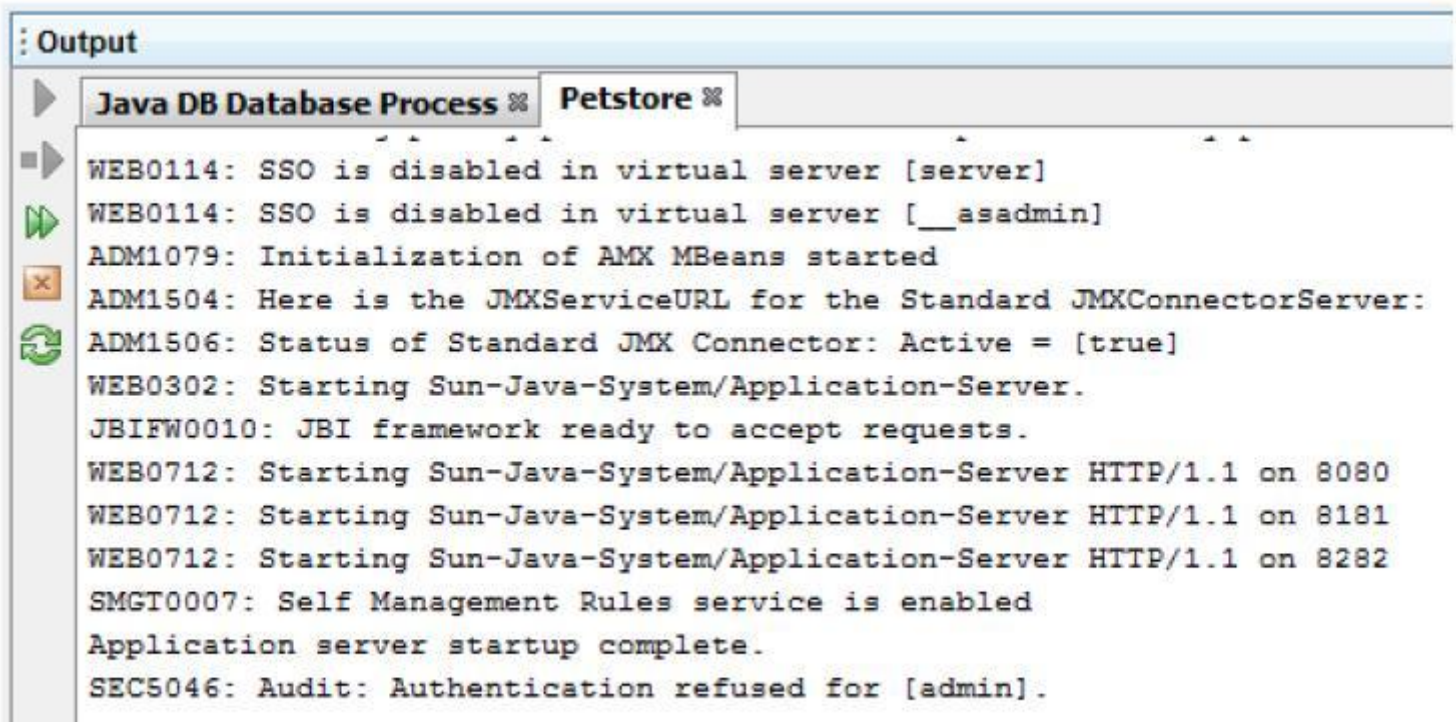 Output
Java DB Database Process
Petstore
WEB0114: SSO is disabled in virtual server [server]
WEB0114: SSO is disabled in virtual server [__asadmin]
ADM1079: Initialization of AMX MBeans started
ADM1504: Here is the JMXServiceURL for the Standard JMXConnectorServer:
ADM1506: Status of Standard JMX Connector: Active = [true]
WEB0302: Starting Sun-Java-System/Application-Server.
JBIFW0010: JBI framework ready to accept requests.
WEB0712: Starting Sun-Java-System/Application-Server HTTP/1.1 on 8080
WEB0712: Starting Sun-Java-System/Application-Server HTTP/1.1 on 8181
WEB0712: Starting Sun-Java-System/Application-Server HTTP/1.1 on 8282
SMGT0007: Self Management Rules service is enabled
Application server startup complete.
SEC5046: Audit: Authentication refused for [admin].